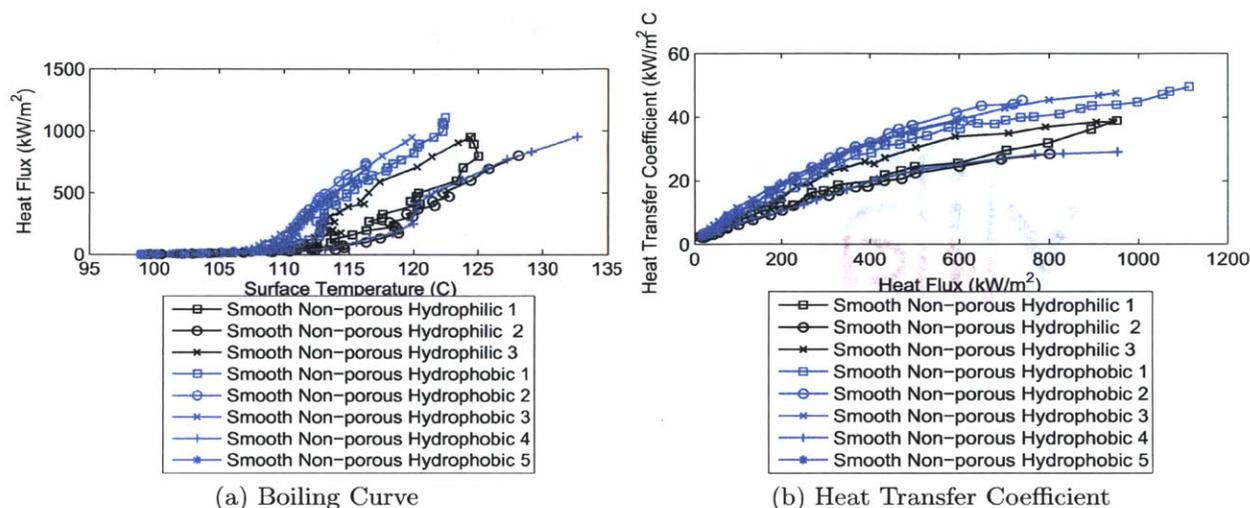 1500
1000
500
0
95
100
105
110
115
120
125
130
135
Heat Flux (kW/m²)
Surface Temperature (C)
Smooth Non−porous Hydrophilic 1
Smooth Non−porous Hydrophilic 2
Smooth Non−porous Hydrophilic 3
Smooth Non−porous Hydrophobic 1
Smooth Non−porous Hydrophobic 2
Smooth Non−porous Hydrophobic 3
Smooth Non−porous Hydrophobic 4
Smooth Non−porous Hydrophobic 5
(a) Boiling Curve
60
40
20
0
0
200
400
600
800
1000
1200
Heat Transfer Coefficient (kW/m² C
Heat Flux (kW/m²)
Smooth Non−porous Hydrophilic 1
Smooth Non−porous Hydrophilic 2
Smooth Non−porous Hydrophilic 3
Smooth Non−porous Hydrophobic 1
Smooth Non−porous Hydrophobic 2
Smooth Non−porous Hydrophobic 3
Smooth Non−porous Hydrophobic 4
Smooth Non−porous Hydrophobic 5
(b) Heat Transfer Coefficient